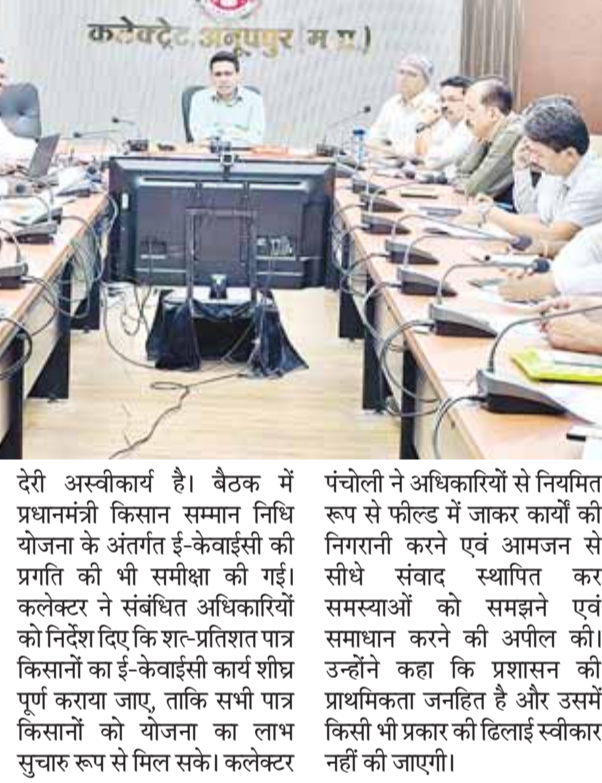 कलेक्ट्रेट अनूपपुर (म प्र.)
देरी अस्वीकार्य है। बैठक में
प्रधानमंत्री किसान सम्मान निधि
योजना के अंतर्गत ई-केवाईसी की
प्रगति की भी समीक्षा की गई।
कलेक्टर ने संबंधित अधिकारियों
को निर्देश दिए कि शत-प्रतिशत पात्र
किसानों का ई-केवाईसी कार्य शीघ्र
पूर्ण कराया जाए, ताकि सभी पात्र
किसानों को योजना का लाभ
सुचारु रूप से मिल सके। कलेक्टर
पंचोली ने अधिकारियों से नियमित
रूप से फील्ड में जाकर कार्यों की
निगरानी करने एवं आमजन से
सीधे संवाद स्थापित कर
समस्याओं को समझने एवं
समाधान करने की अपील की।
उन्होंने कहा कि प्रशासन की
प्राथमिकता जनहित है और उसमें
किसी भी प्रकार की ढिलाई स्वीकार
नहीं की जाएगी।